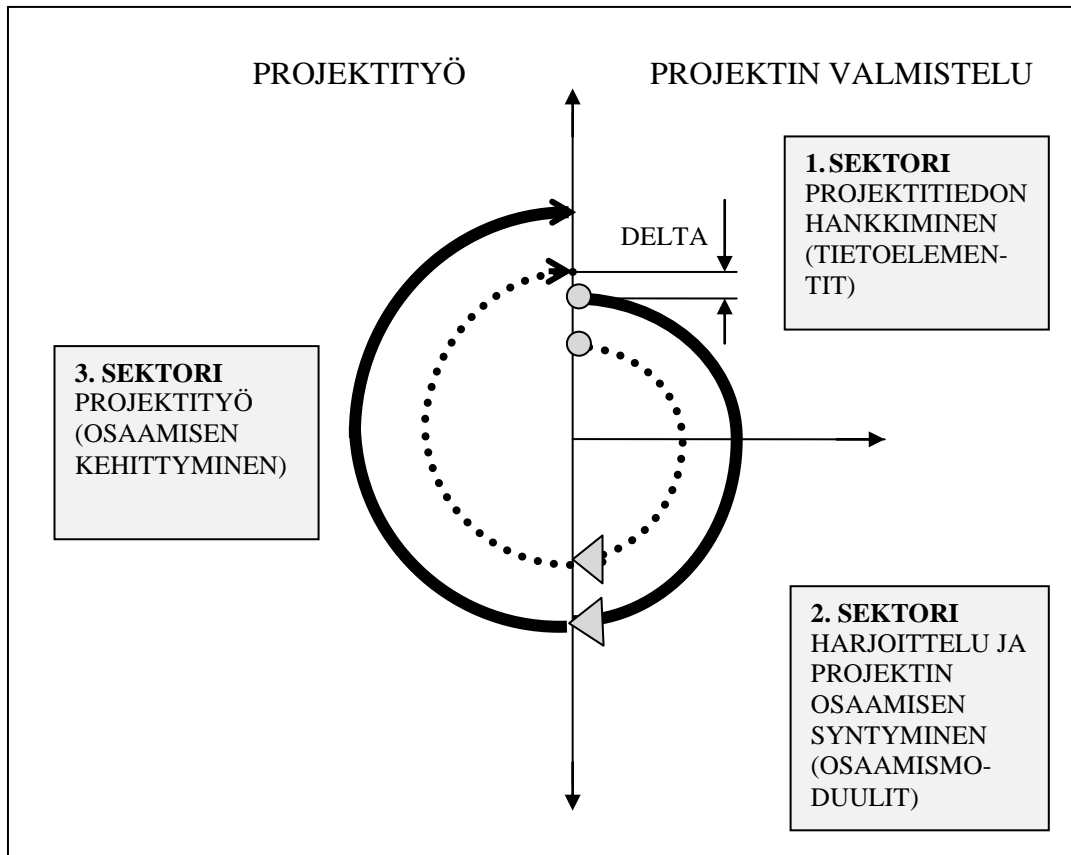 PROJEKTITYÖ
PROJEKTIN VALMISTELU
1. SEKTORI
PROJEKTITIEDON
HANKKIMINEN
(TIETOELEMEN-
TIT)
DELTA
3. SEKTORI
PROJEKTITYÖ
(OSAAMISEN
KEHITTYMINEN)
2. SEKTORI
HARJOITTELU JA
PROJEKTIN
OSAAMISEN
SYNTYMINEN
(OSAAMISMO-
DUULIT)